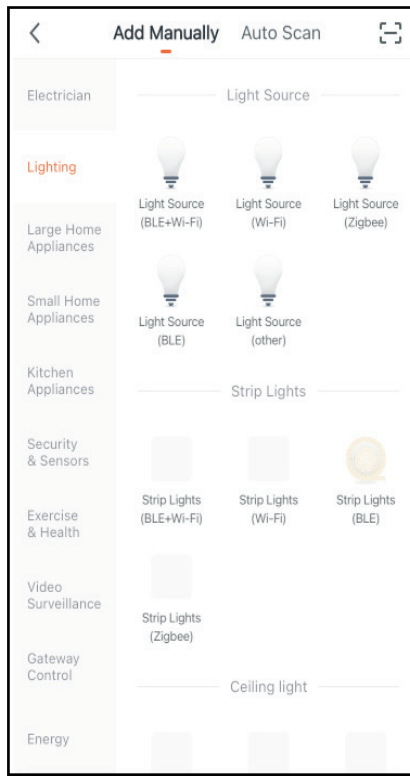 Add Manually Auto Scan
Electrician
Lighting
Large Home
Appliances
Small Home
Appliances
Kitchen
Appliances
Security
& Sensors
Exercise
& Health
Video
Surveillance
Gateway
Control
Energy
Light Source
Light Source Light Source Light Source
(BLE+Wi-Fi) (Wi-Fi) (Zigbee)
Light Source Light Source
(BLE) (other)
Strip Lights
Strip Lights Strip Lights Strip Lights
(BLE+Wi-Fi) (Wi-Fi) (BLE)
Strip Lights
(Zigbee)
Ceiling light